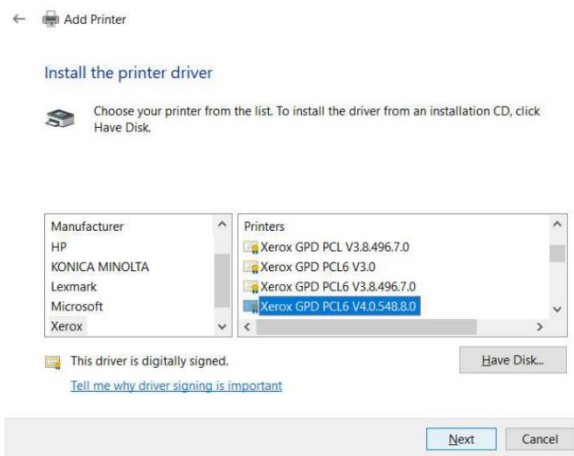 Add Printer
Install the printer driver
Choose your printer from the list. To install the driver from an installation CD, click
Have Disk.
Manufacturer
HP
KONICA MINOLTA
Lexmark
Microsoft
Xerox
Printers
Xerox GPD PCL V3.8.496.7.0
Xerox GPD PCL6 V3.0
Xerox GPD PCL6 V3.8.496.7.0
Xerox GPD PCL6 V4.0.548.8.0
This driver is digitally signed.
Have Disk...
Tell me why driver signing is important
Next
Cancel